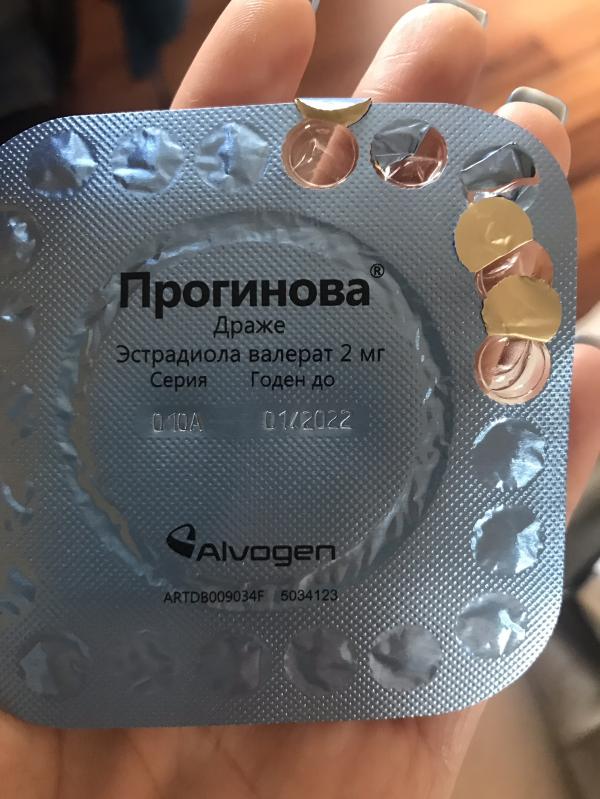 Прогинова®
Драже
Эстрадиола валерат 2 мг
Серия Годен до
010A 01/2022
Alvogen
ARTDB009034F 5034123